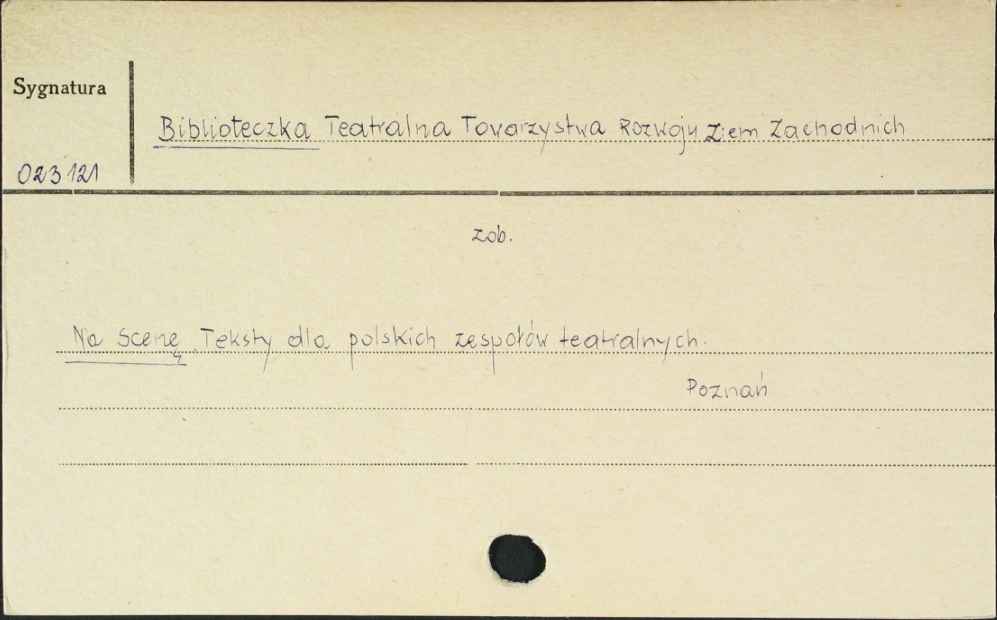 Sygnatura
Biblioteczka Teatralna Towarzystwa Rozwoju Ziem Zachodnich
023121
zob.
Na Scenę. Teksty dla polskich zespołów teatralnych.
Poznań